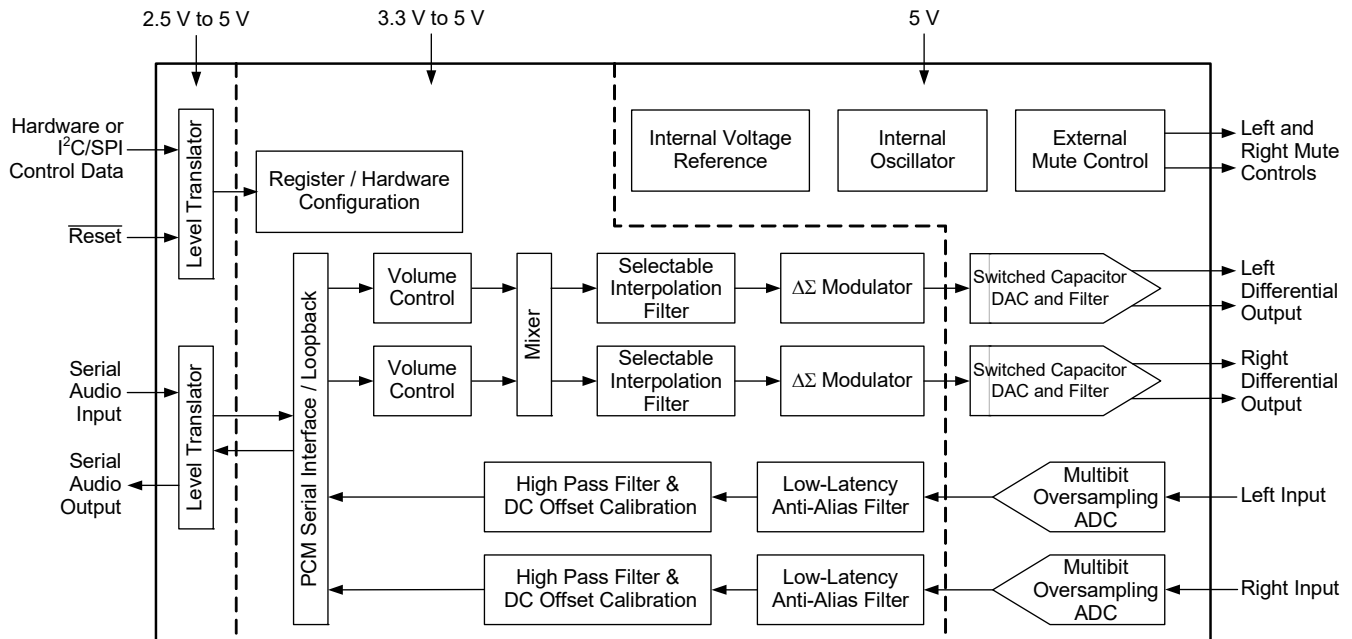 2.5 V to 5 V
3.3 V to 5 V
5 V
Hardware or
I²C/SPI
Control Data
Reset
Level Translator
Register / Hardware
Configuration
Internal Voltage
Reference
Internal
Oscillator
External
Mute Control
Left and
Right Mute
Controls
Serial
Audio
Input
Serial
Audio
Output
Level Translator
PCM Serial Interface / Loopback
Volume
Control
Volume
Control
Mixer
Selectable
Interpolation
Filter
Selectable
Interpolation
Filter
ΔΣ Modulator
ΔΣ Modulator
Switched Capacitor
DAC and Filter
Switched Capacitor
DAC and Filter
Left
Differential
Output
Right
Differential
Output
High Pass Filter &
DC Offset Calibration
Low-Latency
Anti-Alias Filter
Multibit
Oversampling
ADC
Left Input
High Pass Filter &
DC Offset Calibration
Low-Latency
Anti-Alias Filter
Multibit
Oversampling
ADC
Right Input